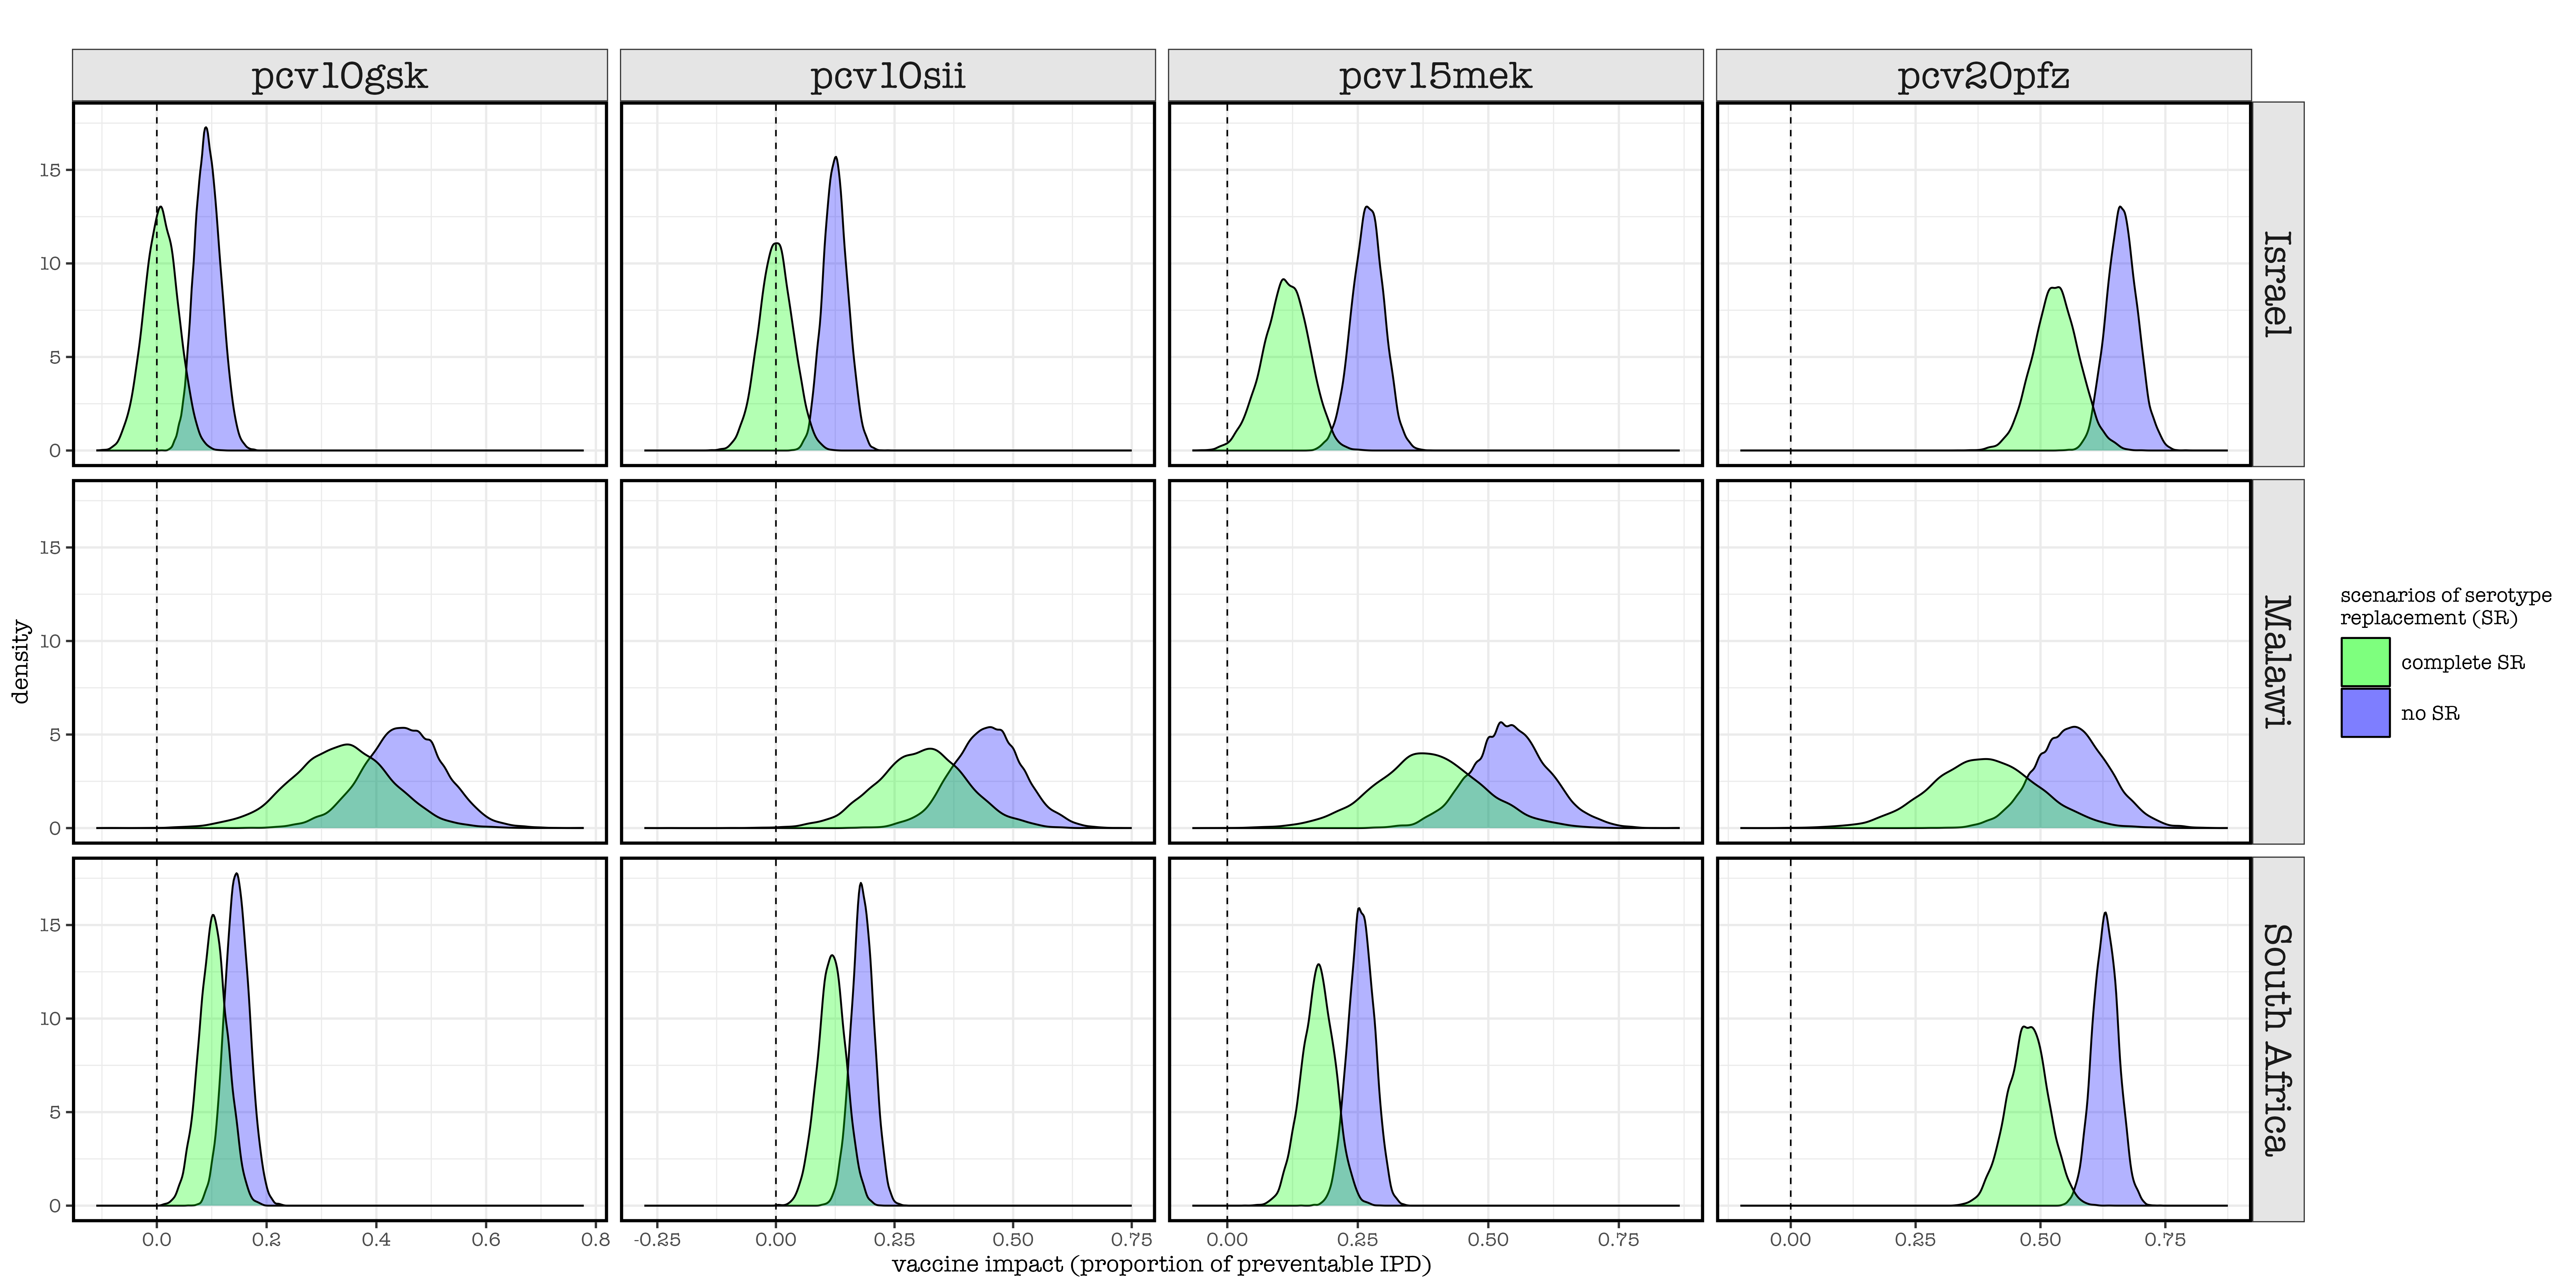 pcv10gsk pcv10sii pcv15mek pcv20pfz
Israel
15
10
5
0
Malawi
15
10
5
0
South Africa
15
10
5
0
density
0.0 0.2 0.4 0.6 0.8
-0.25 0.00 0.25 0.50 0.75
0.00 0.25 0.50 0.75
0.00 0.25 0.50 0.75
vaccine impact (proportion of preventable IPD)
scenarios of serotype
replacement (SR)
complete SR
no SR